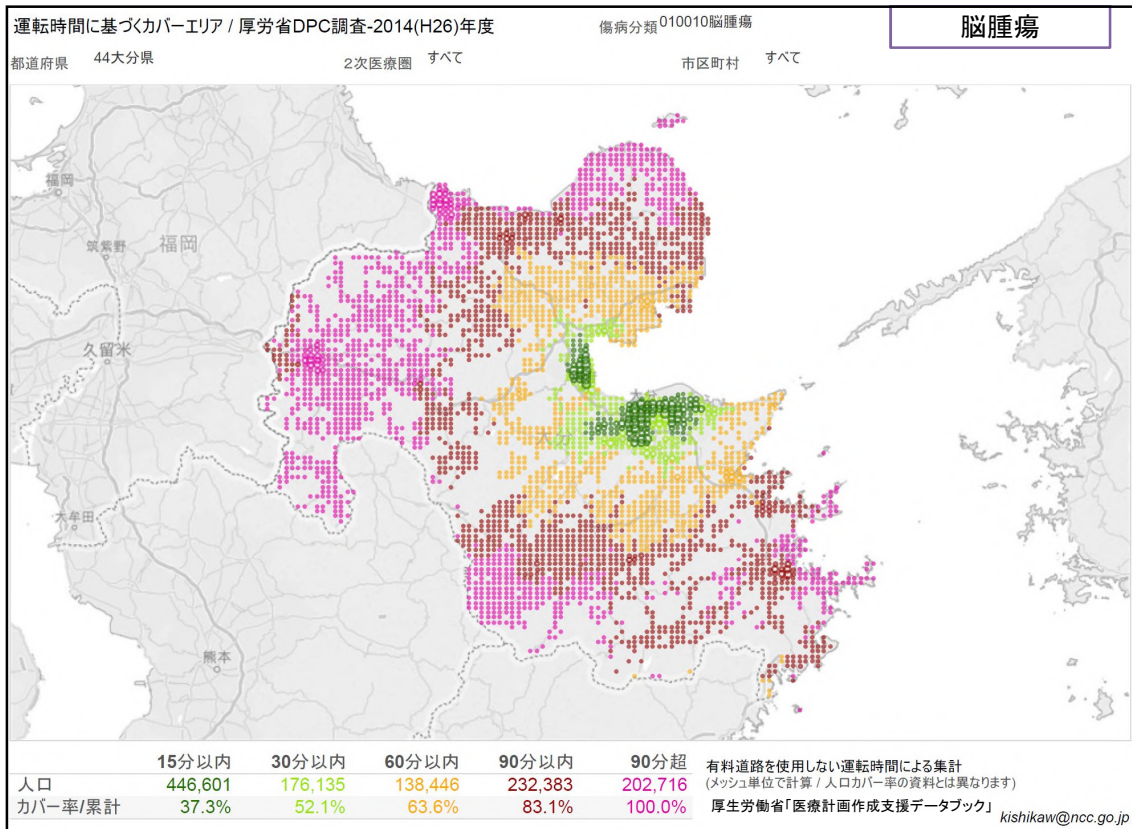 運転時間に基づくカバーエリア / 厚労省DPC調査-2014(H26)年度
傷病分類 010010脳腫瘍
脳腫瘍
都道府県 44大分県 2次医療圏 すべて 市区町村 すべて
福岡
筑紫野
福岡
久留米
大牟田
熊本
15分以内 30分以内 60分以内 90分以内 90分超
人口 446,601 176,135 138,446 232,383 202,716
カバー率/累計 37.3% 52.1% 63.6% 83.1% 100.0%
有料道路を使用しない運転時間による集計
(メッシュ単位で計算 / 人口カバー率の資料とは異なります)
厚生労働省「医療計画作成支援データブック」
kishikaw@ncc.go.jp